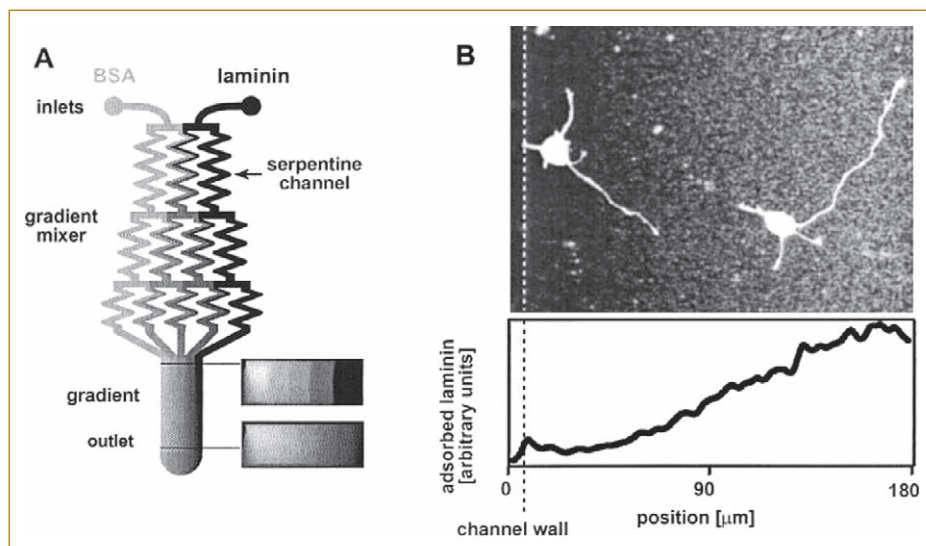 A
BSA
laminin
inlets
serpentine
channel
gradient
mixer
gradient
outlet
B
adsorbed laminin
[arbitrary units]
0
90
180
channel wall
position [μm]